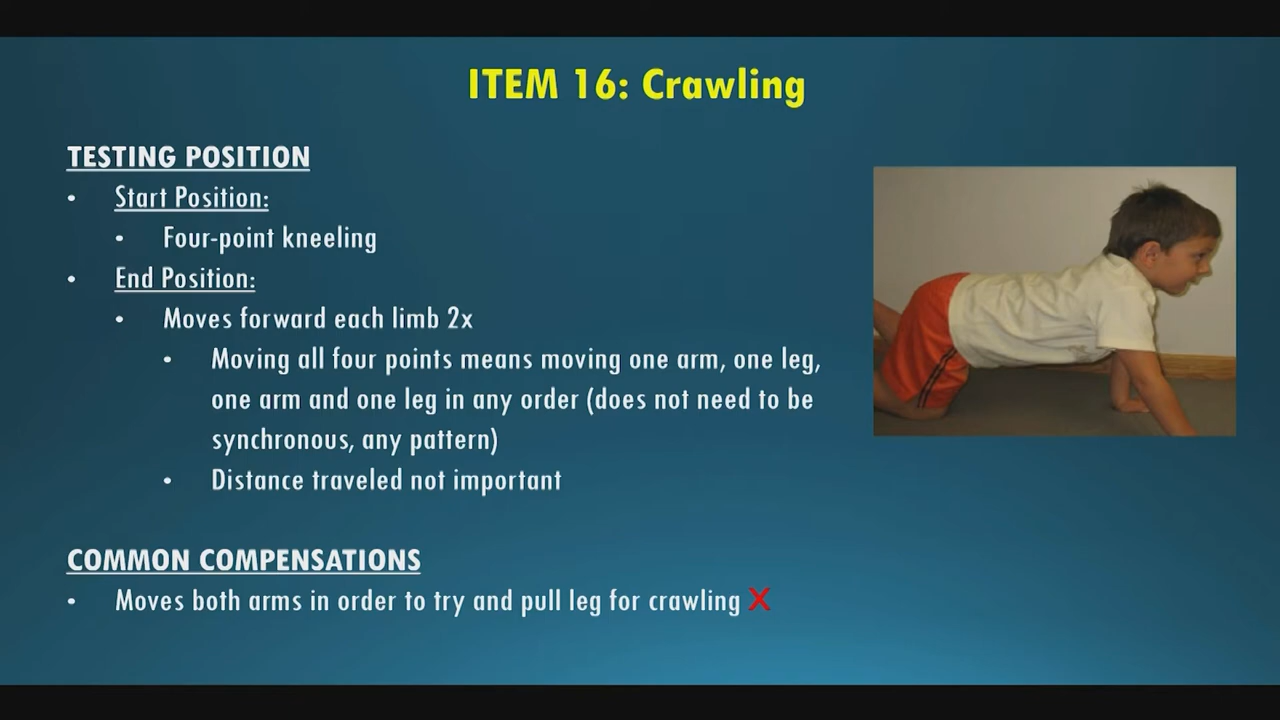 ITEM 16: Crawling
TESTING POSITION
• Start Position:
• Four-point kneeling
• End Position:
• Moves forward each limb 2x
• Moving all four points means moving one arm, one leg,
one arm and one leg in any order (does not need to be
synchronous, any pattern)
• Distance traveled not important
COMMON COMPENSATIONS
• Moves both arms in order to try and pull leg for crawling X